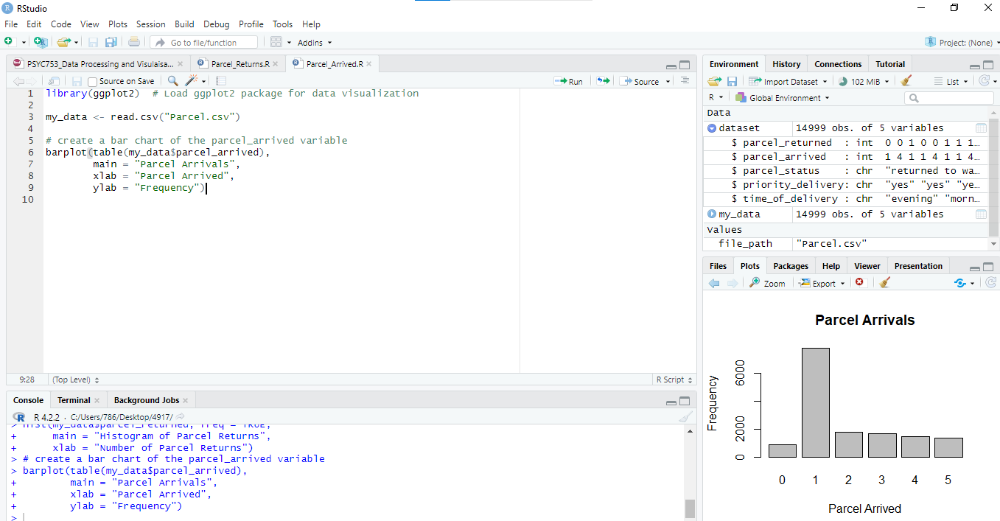 RStudio
File Edit Code View Plots Session Build Debug Profile Tools Help
Go to file/function Addins Project: (None)
PSYC753_Data Processing and Visulaisa... Parcel_Returns.R Parcel_Arrived.R
Source on Save Run Source
1 library(ggplot2)  # Load ggplot2 package for data visualization
2
3 my_data <- read.csv("Parcel.csv")
4
5 # create a bar chart of the parcel_arrived variable
6 barplot(table(my_data$parcel_arrived),
7         main = "Parcel Arrivals",
8         xlab = "Parcel Arrived",
9         ylab = "Frequency")
10
9:28 (Top Level) R Script
Console Terminal Background Jobs
R 4.2.2 · C:/Users/786/Desktop/4917/
> hist(my_data$parcel_returned, freq = TRUE,
+      main = "Histogram of Parcel Returns",
+      xlab = "Number of Parcel Returns")
> # create a bar chart of the parcel_arrived variable
> barplot(table(my_data$parcel_arrived),
+         main = "Parcel Arrivals",
+         xlab = "Parcel Arrived",
+         ylab = "Frequency")
>
Environment History Connections Tutorial
Import Dataset 102 MiB List
R Global Environment
Data
dataset 14999 obs. of 5 variables
$ parcel_returned : int 0 0 1 0 0 1 1 1...
$ parcel_arrived : int 1 4 1 1 4 1 1 4...
$ parcel_status : chr "returned to wa...
$ priority_delivery: chr "yes" "yes" "ye...
$ time_of_delivery : chr "evening" "morn...
my_data 14999 obs. of 5 variables
Values
file_path "Parcel.csv"
Files Plots Packages Help Viewer Presentation
Zoom Export
Parcel Arrivals
Frequency
6000
2000
0
0 1 2 3 4 5
Parcel Arrived